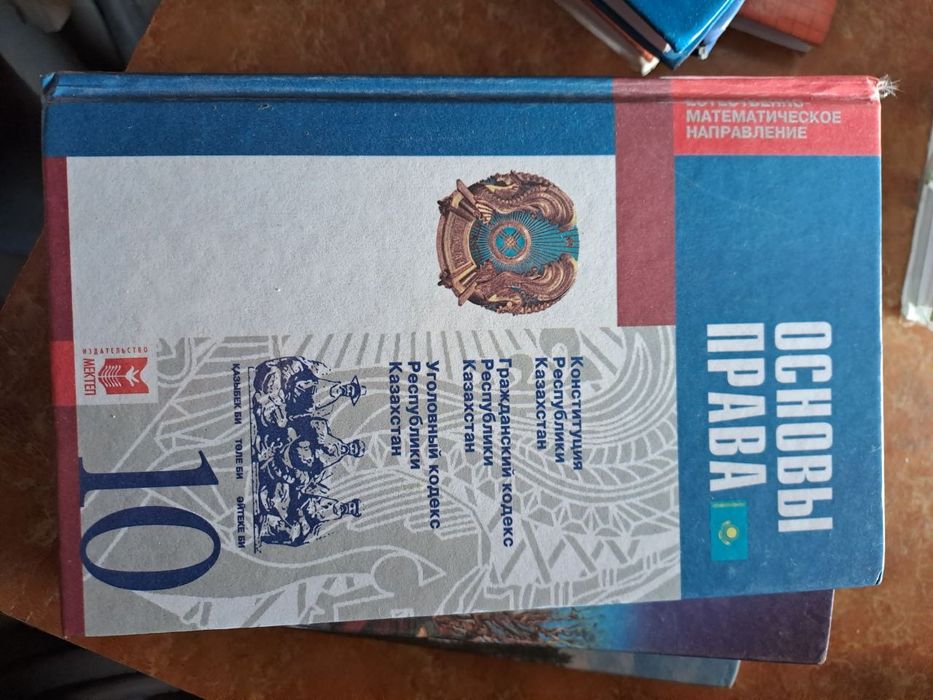 ЕСТЕСТВЕННО-
МАТЕМАТИЧЕСКОЕ
НАПРАВЛЕНИЕ
ОСНОВЫ
ПРАВА
Конституция
Республики
Казахстан
Гражданский кодекс
Республики
Казахстан
Уголовный кодекс
Республики
Казахстан
ҚАЗЫБЕК БИ ТӨЛЕ БИ ӘЙТЕКЕ БИ
ИЗДАТЕЛЬСТВО
МЕКТЕП
10